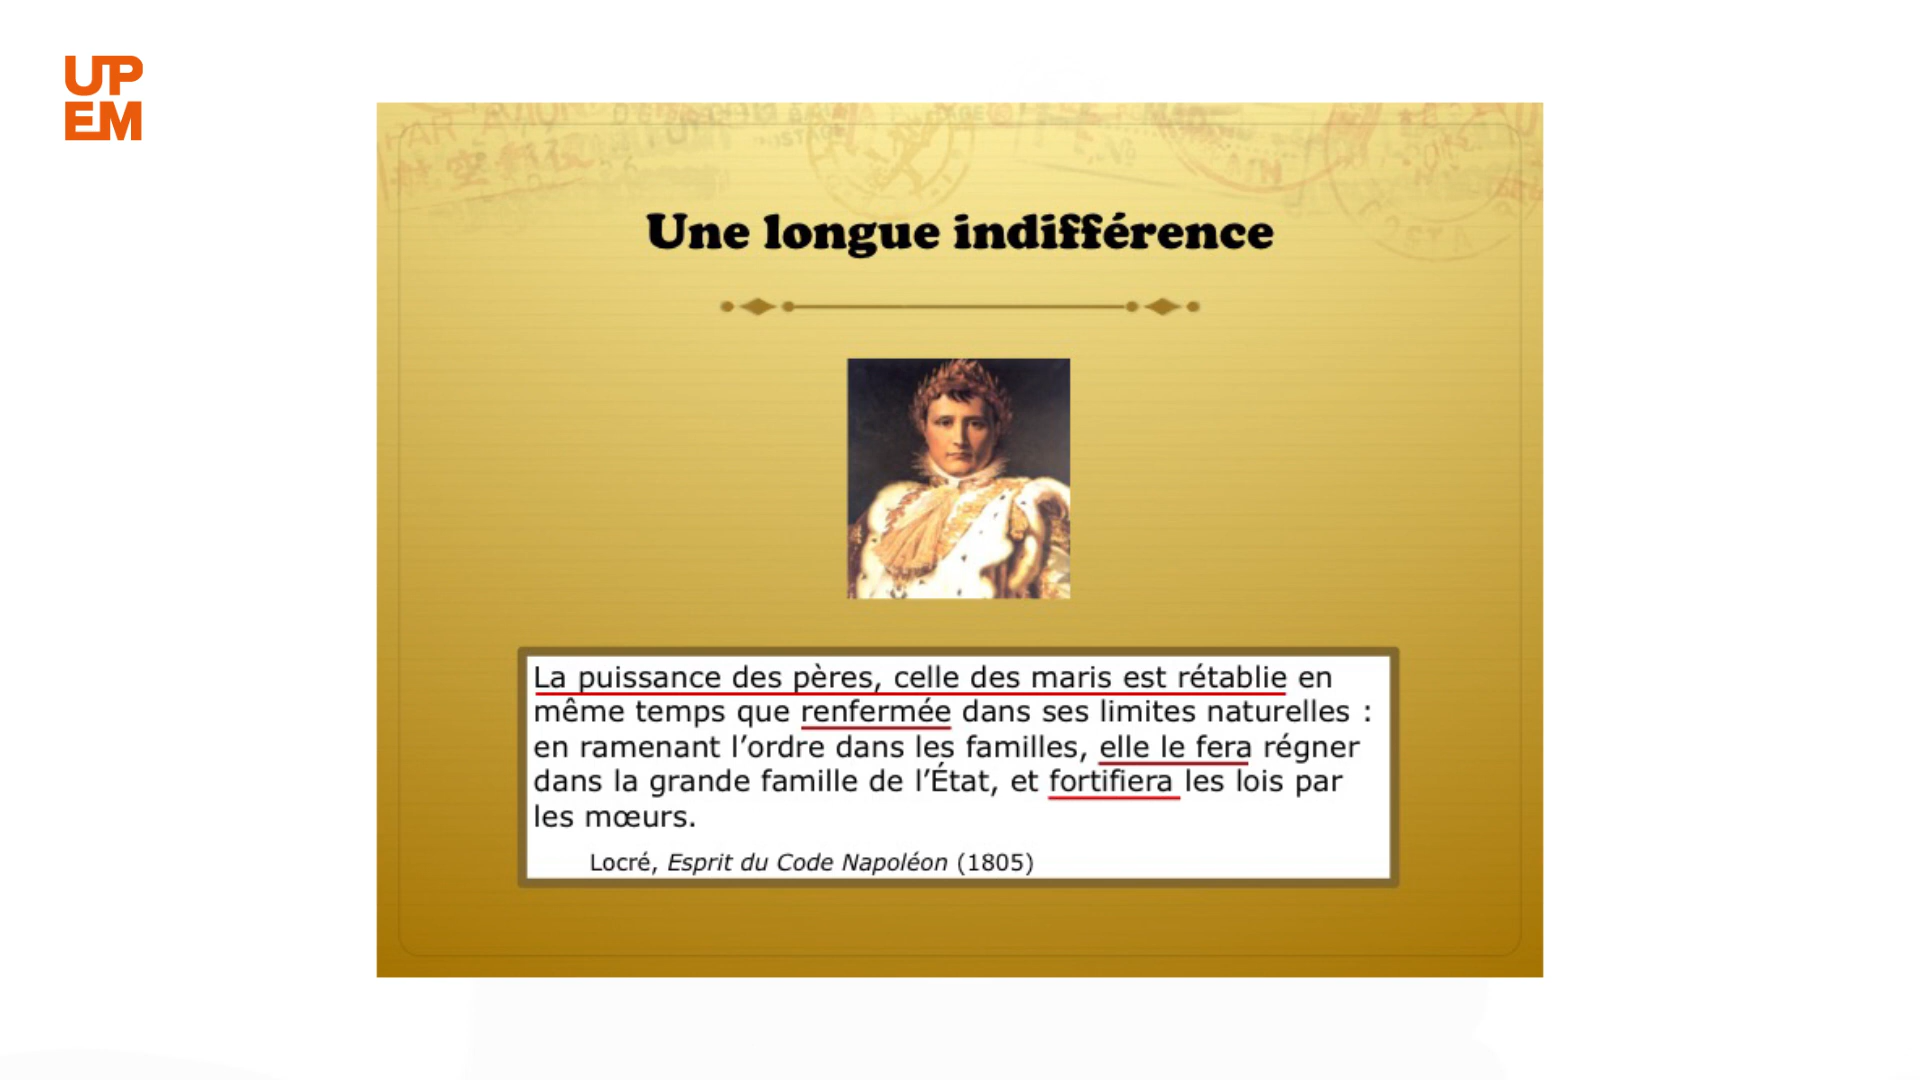 UP
EM
PAR AVION
Une longue indifférence
La puissance des pères, celle des maris est rétablie en
même temps que renfermée dans ses limites naturelles :
en ramenant l’ordre dans les familles, elle le fera régner
dans la grande famille de l’État, et fortifiera les lois par
les mœurs.
Locré, Esprit du Code Napoléon (1805)